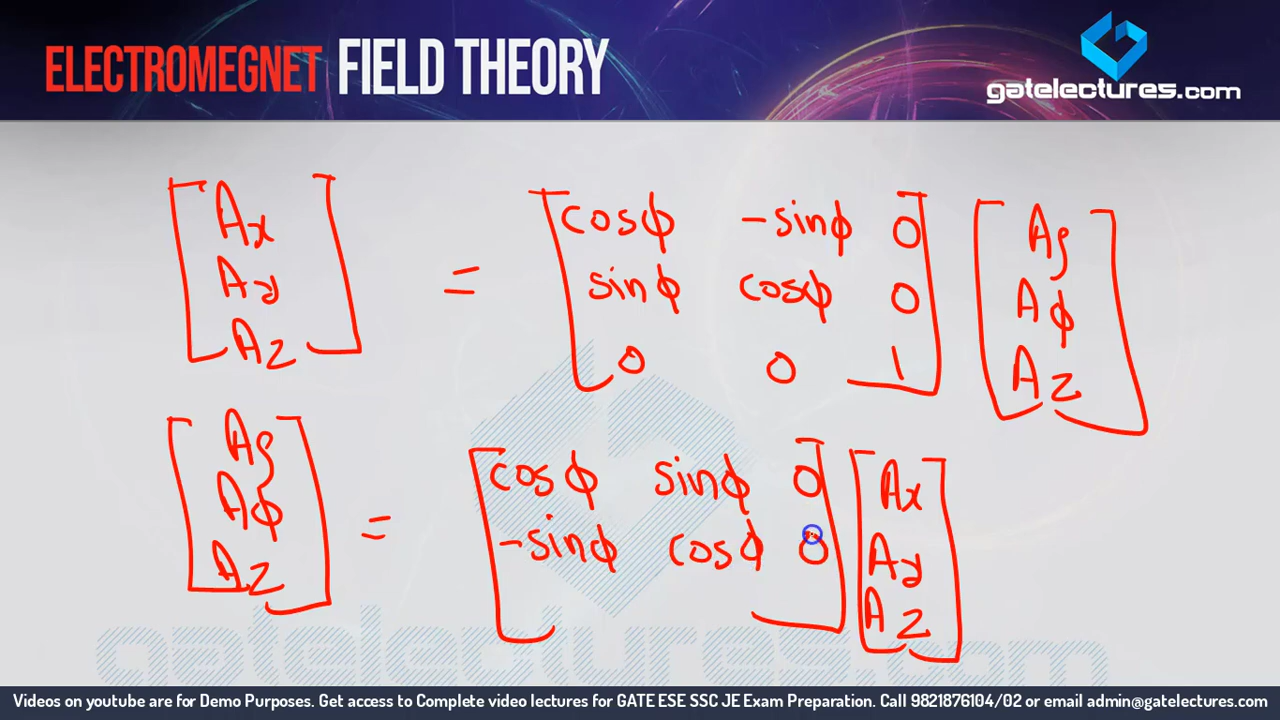 ELECTROMEGNET FIELD THEORY
gatelectures.com
[Ax] = [cosϕ -sinϕ 0] [Aρ]
[Ay] [sinϕ cosϕ 0] [Aϕ]
[Az] [0 0 1] [Az]
[Aρ] = [cosϕ sinϕ 0] [Ax]
[Aϕ] [-sinϕ cosϕ 0] [Ay]
[Az] [ ] [Az]
gatelectures.com
Videos on youtube are for Demo Purposes. Get access to Complete video lectures for GATE ESE SSC JE Exam Preparation. Call 9821876104/02 or email admin@gatelectures.com